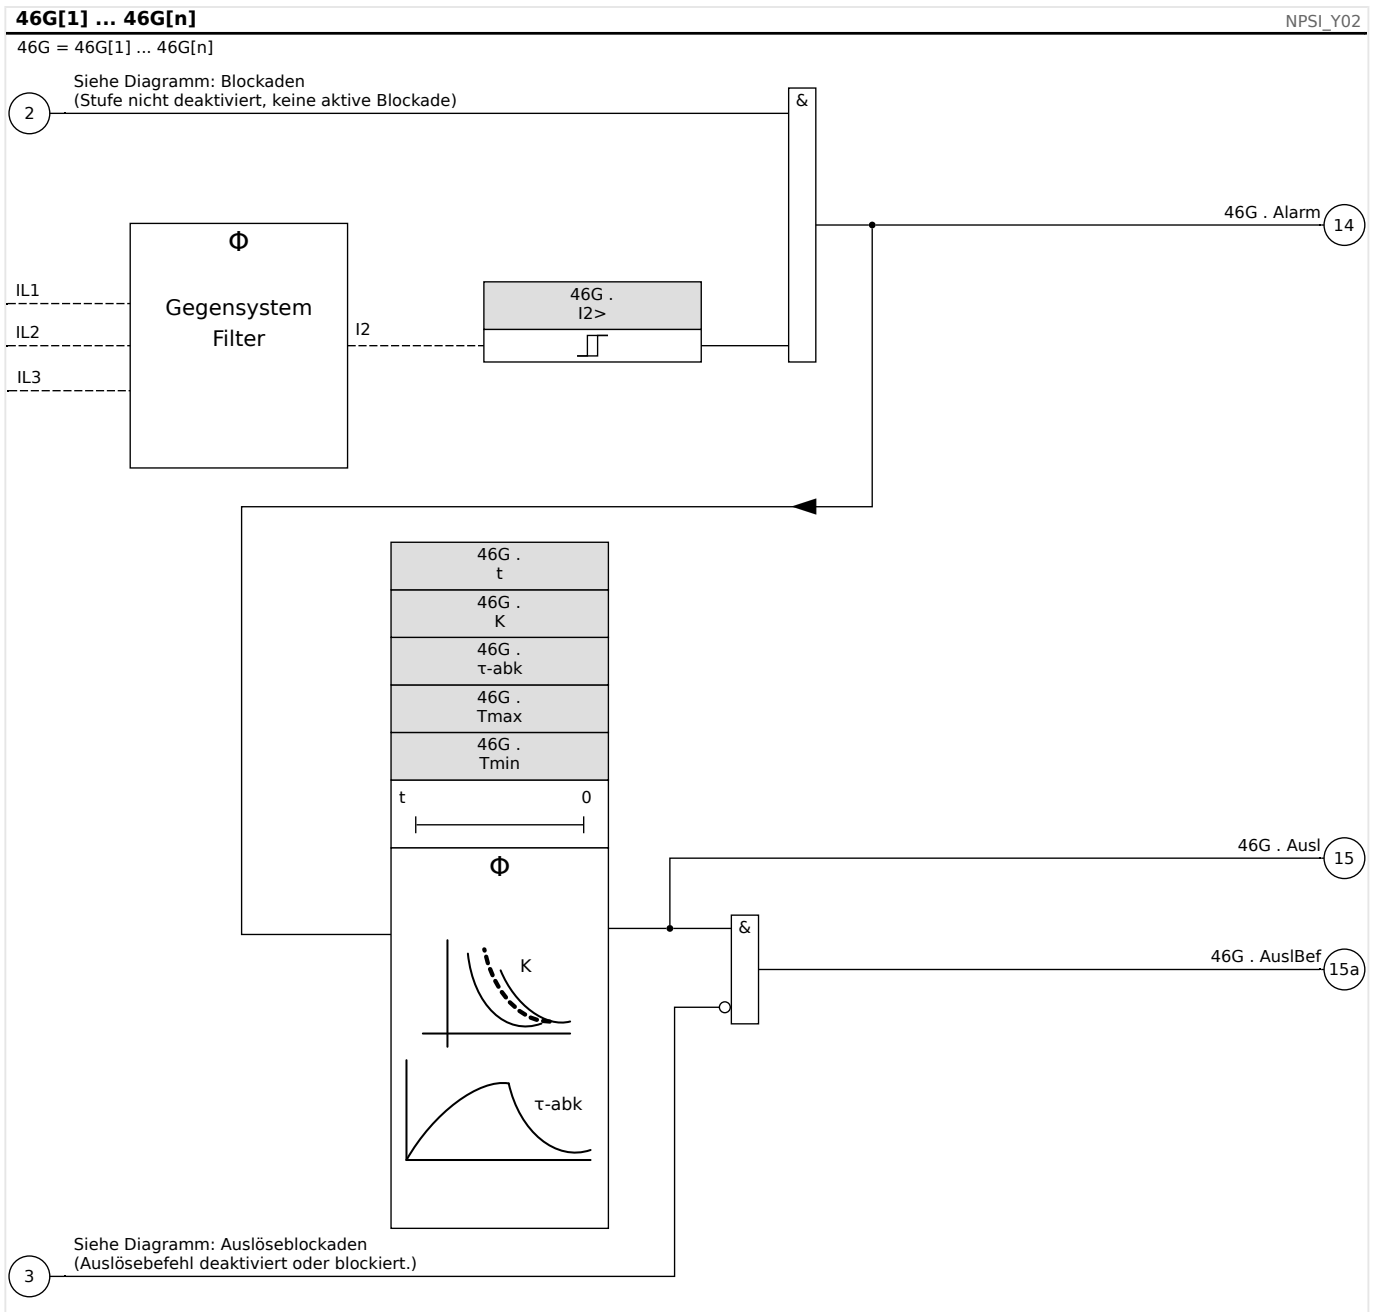 46G[1] ... 46G[n]
NPSI_Y02
46G = 46G[1] ... 46G[n]
Siehe Diagramm: Blockaden
(Stufe nicht deaktiviert, keine aktive Blockade)
2
&
46G . Alarm
14
Φ
Gegensystem
Filter
IL1
IL2
IL3
I2
46G .
I2>
46G .
t
46G .
K
46G .
τ-abk
46G .
Tmax
46G .
Tmin
t 0
Φ
K
τ-abk
46G . Ausl
15
&
46G . AuslBef
15a
Siehe Diagramm: Auslöseblockaden
(Auslösebefehl deaktiviert oder blockiert.)
3